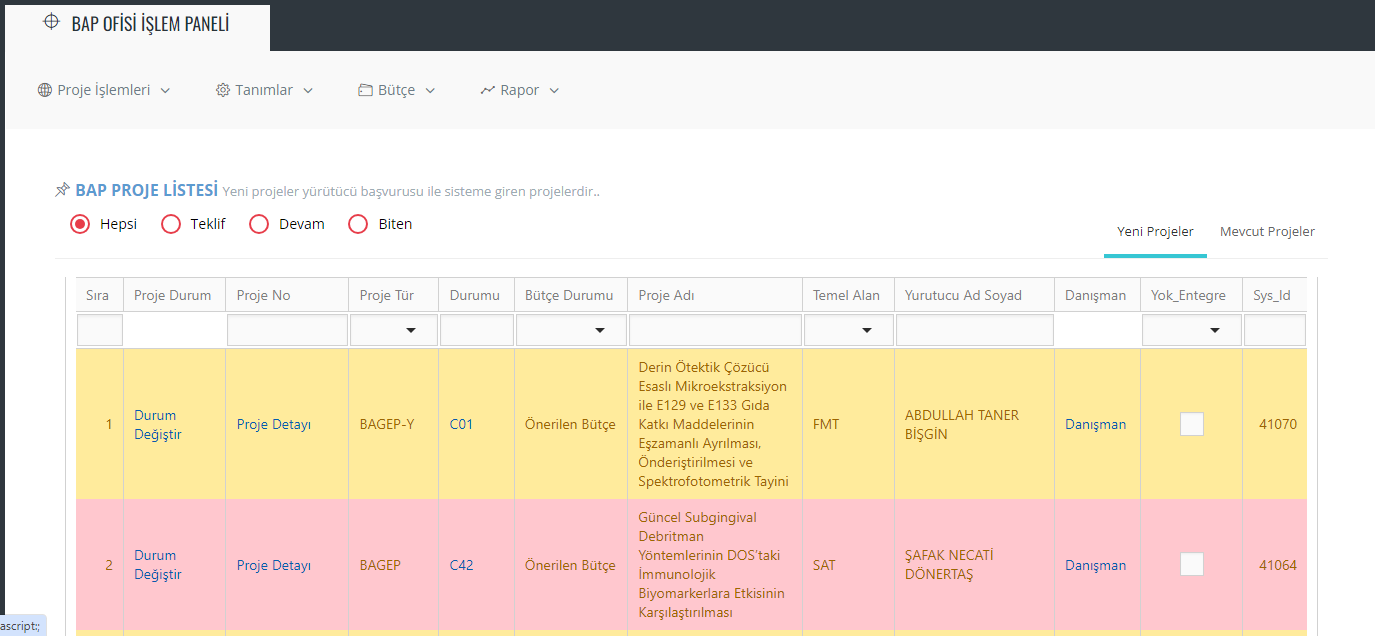 BAP OFİSİ İŞLEM PANELİ
Proje İşlemleri
Tanımlar
Bütçe
Rapor
BAP PROJE LİSTESİ Yeni projeler yürütücü başvurusu ile sisteme giren projelerdir..
Hepsi
Teklif
Devam
Biten
Yeni Projeler
Mevcut Projeler
Sıra
Proje Durum
Proje No
Proje Tür
Durumu
Bütçe Durumu
Proje Adı
Temel Alan
Yurutucu Ad Soyad
Danışman
Yok_Entegre
Sys_Id
1
Durum
Değiştir
Proje Detayı
BAGEP-Y
C01
Önerilen Bütçe
Derin Ötektik Çözücü
Esaslı Mikroekstraksiyon
ile E129 ve E133 Gıda
Katkı Maddelerinin
Eşzamanlı Ayrılması,
Önderiştirilmesi ve
Spektrofotometrik Tayini
FMT
ABDULLAH TANER
BİŞGİN
Danışman
41070
2
Durum
Değiştir
Proje Detayı
BAGEP
C42
Önerilen Bütçe
Güncel Subgingival
Debritman
Yöntemlerinin DOS'taki
İmmunolojik
Biyomarkerlara Etkisinin
Karşılaştırılması
SAT
ŞAFAK NECATİ
DÖNERTAŞ
Danışman
41064
ascript:;